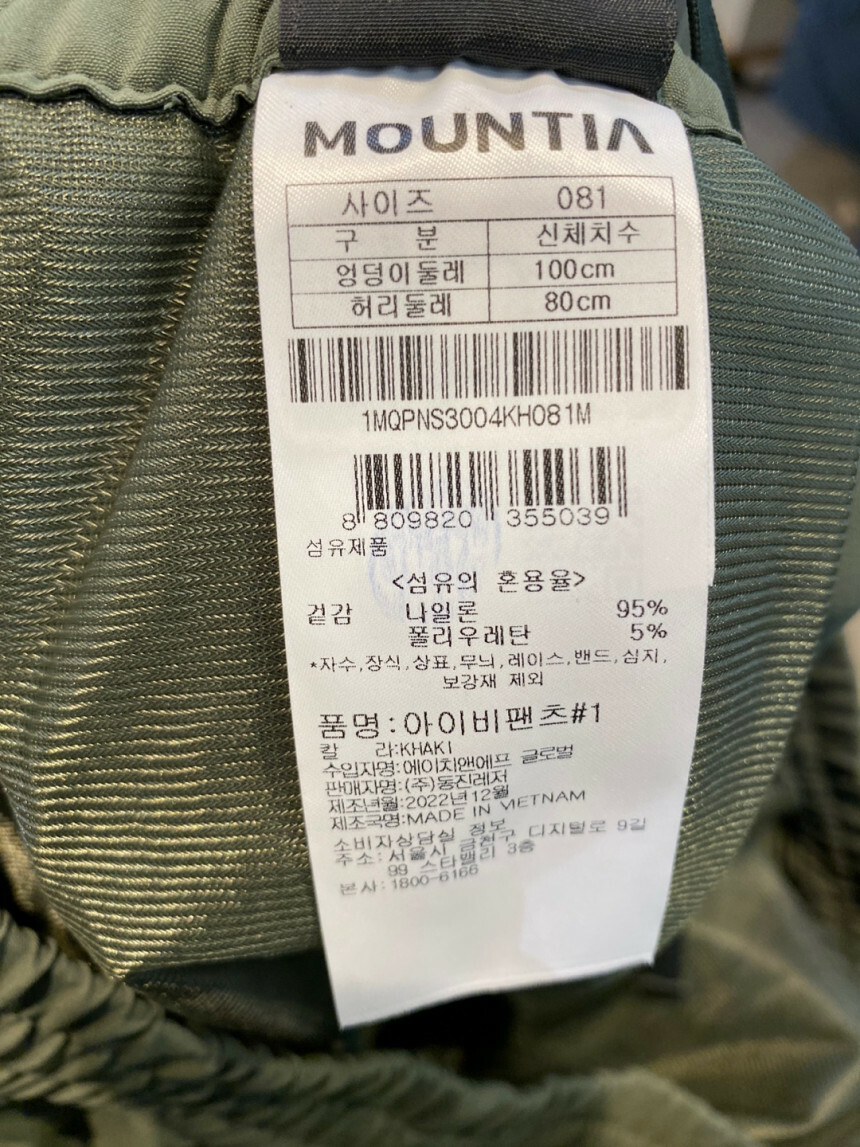 MOUNTIA
사이즈 081
구 분 신체치수
엉덩이둘레 100cm
허리둘레 80cm
1MQPNS3004KH081M
8 809820 355039
섬유제품
<섬유의 혼용율>
겉감 나일론 95%
폴리우레탄 5%
*자수,장식,상표,무늬,레이스,밴드,심지,
보강재 제외
품명:아이비팬츠#1
칼 라:KHAKI
수입자명:에이치앤에프 글로벌
판매자명:(주)동진레저
제조년월:2022년12월
제조국명:MADE IN VIETNAM
소비자상담실 정보
주소:서울시 금천구 디지털로 9길
99 스타밸리 3층
본사:1800-6166